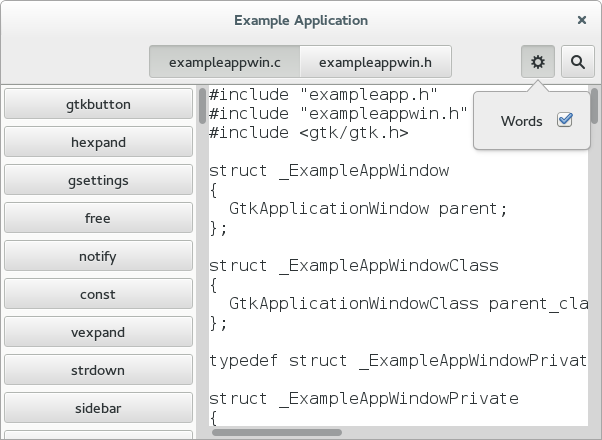 Example Application
exampleappwin.c exampleappwin.h
Words
gtkbutton
hexpand
gsettings
free
notify
const
vexpand
strdown
sidebar
#include "exampleapp.h"
#include "exampleappwin.h"
#include <gtk/gtk.h>
struct _ExampleAppWindow
{
GtkApplicationWindow parent;
};
struct _ExampleAppWindowClass
{
GtkApplicationWindowClass parent_cla
};
typedef struct _ExampleAppWindowPrivat
struct _ExampleAppWindowPrivate
{